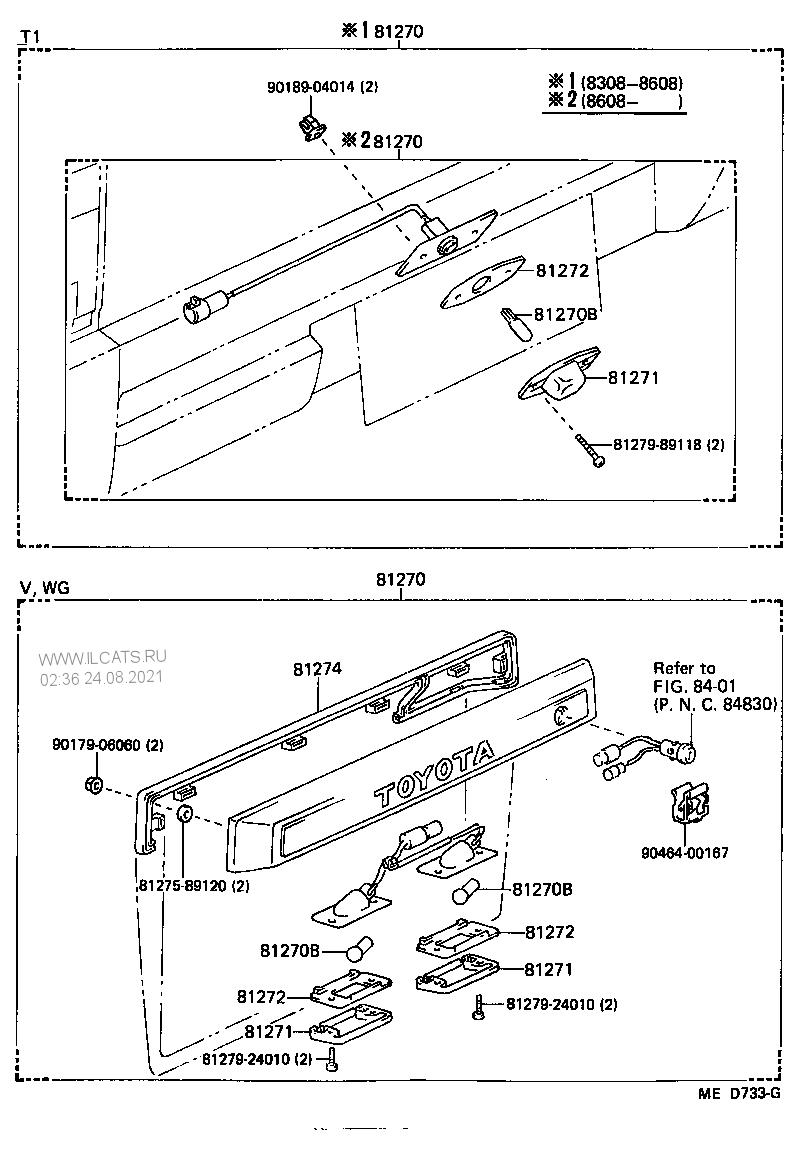 T1
※1 81270
90189-04014 (2)
※1 (8308-8608)
※2 (8608- )
※2 81270
81272
81270B
81271
81279-89118 (2)
V, WG
81270
WWW.ILCATS.RU
02:36 24.08.2021
81274
Refer to
FIG. 84-01
(P. N. C. 84830)
90179-06060 (2)
TOYOTA
90464-00167
81275-89120 (2)
81270B
81270B
81272
81271
81272
81279-24010 (2)
81271
81279-24010 (2)
ME D733-G